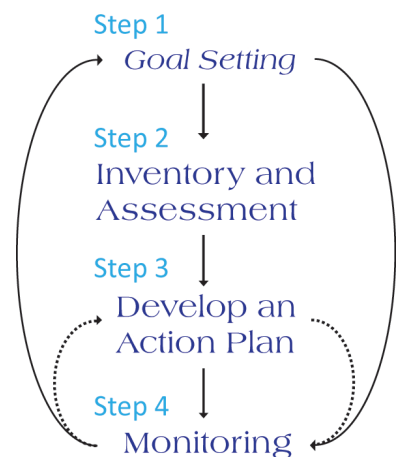 Step 1
Goal Setting
Step 2
Inventory and
Assessment
Step 3
Develop an
Action Plan
Step 4
Monitoring